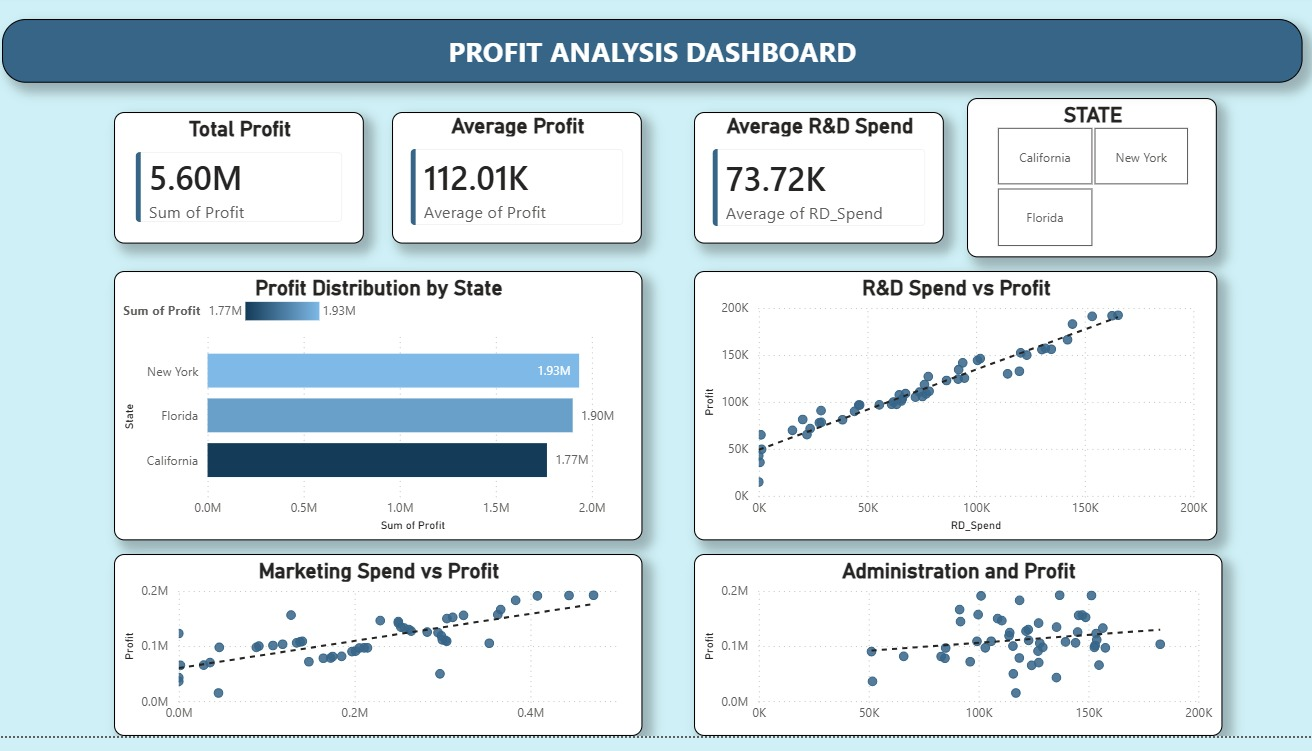 PROFIT ANALYSIS DASHBOARD
Total Profit
5.60M
Sum of Profit
Average Profit
112.01K
Average of Profit
Average R&D Spend
73.72K
Average of RD_Spend
STATE
California
New York
Florida
Profit Distribution by State
Sum of Profit 1.77M 1.93M
State
New York 1.93M
Florida 1.90M
California 1.77M
0.0M 0.5M 1.0M 1.5M 2.0M
Sum of Profit
R&D Spend vs Profit
Profit
200K
150K
100K
50K
0K
0K 50K 100K 150K 200K
RD_Spend
Marketing Spend vs Profit
Profit
0.2M
0.1M
0.0M
0.0M 0.2M 0.4M
Administration and Profit
Profit
0.2M
0.1M
0.0M
0K 50K 100K 150K 200K